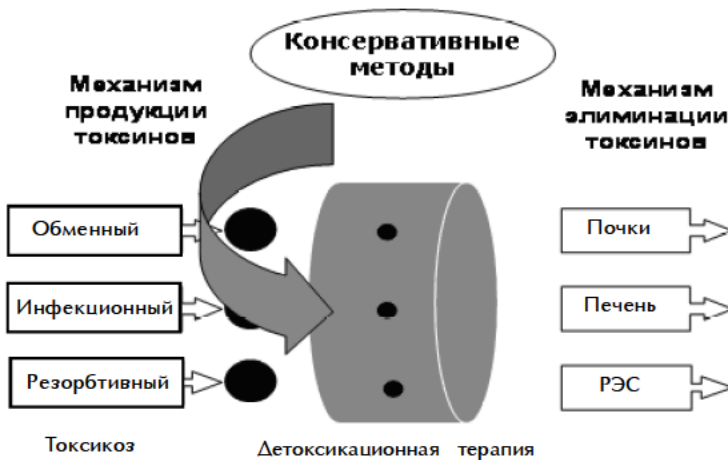 Консервативные
методы
Механизм
продукции
токсинов
Механизм
элиминации
токсинов
Обменный
Почки
Инфекционный
Печень
Резорбтивный
РЭС
Токсикоз
Детоксикационная терапия